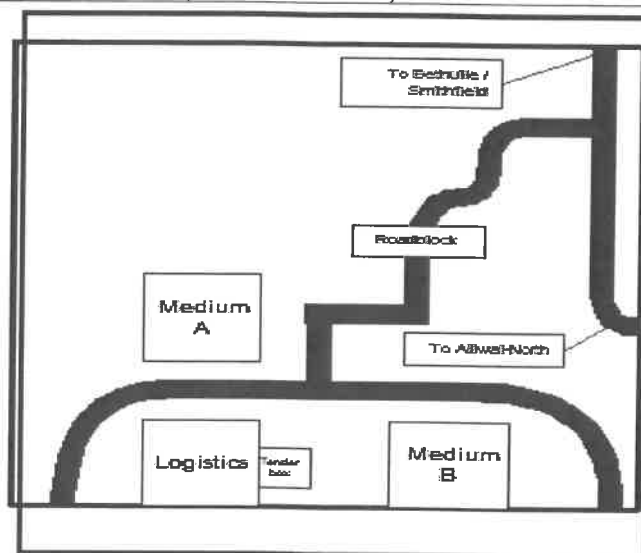 To Bethulie /
Smithfield
Roadblock
Medium
A
To Aliwal-North
Logistics
Tender
box
Medium
B